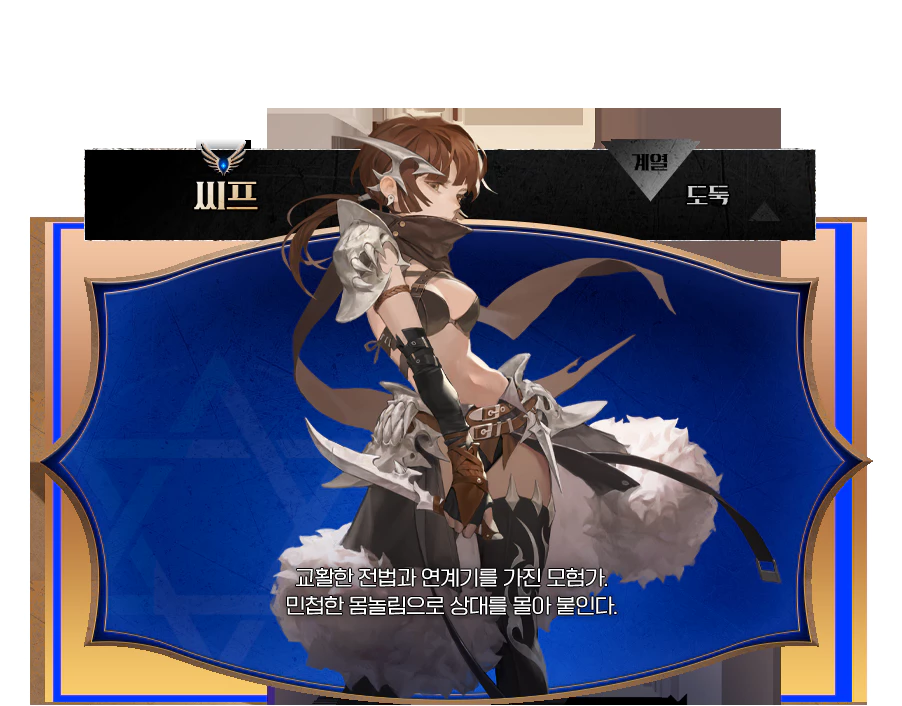 씨프
계열
도둑
교활한 전법과 연계기를 가진 모험가.
민첩한 몸놀림으로 상대를 몰아 붙인다.